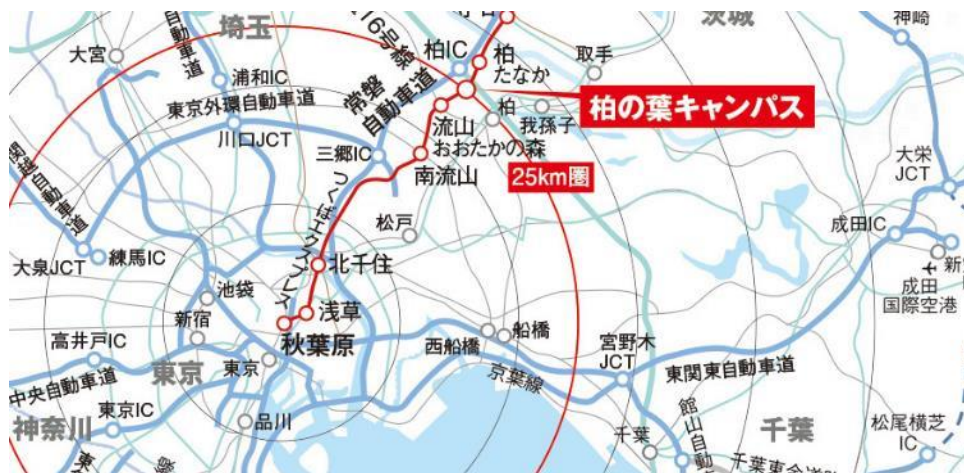 埼玉
茨城
神崎
大宮
浦和IC
東京外環自動車道
川口JCT
16号線
常磐
自動車道
柏IC
柏
たなか
取手
柏の葉キャンパス
柏
我孫子
流山
おおたかの森
三郷IC
南流山
25km圏
大栄
JCT
関越自動車道
つくばエクスプレス
松戸
成田IC
大泉JCT
練馬IC
北千住
成田
国際空港
池袋
浅草
新宿
秋葉原
船橋
西船橋
高井戸IC
東京
東京
宮野木
JCT
東関東自動車道
京葉線
中央自動車道
神奈川
東京IC
品川
千葉
館山自動
千葉
松尾横芝
IC